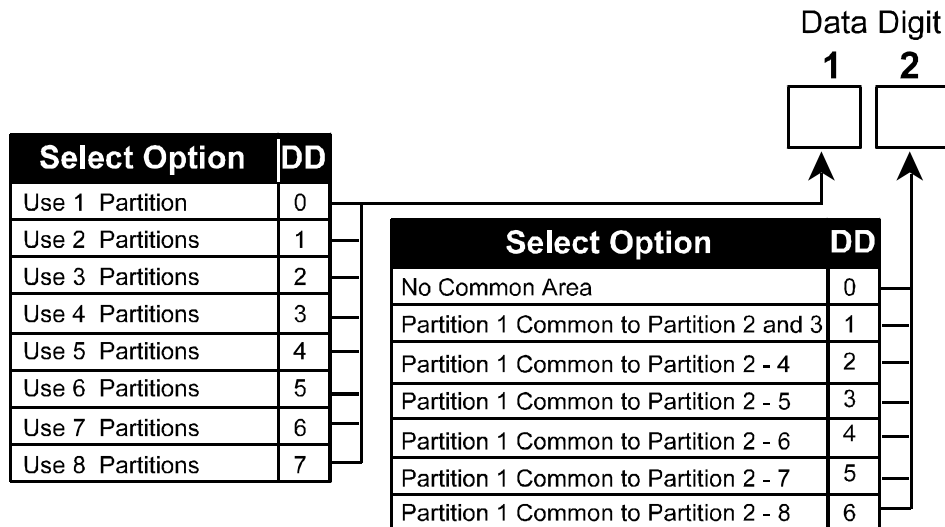 Data Digit
1 2
Select Option DD
Use 1 Partition 0
Use 2 Partitions 1
Use 3 Partitions 2
Use 4 Partitions 3
Use 5 Partitions 4
Use 6 Partitions 5
Use 7 Partitions 6
Use 8 Partitions 7
Select Option DD
No Common Area 0
Partition 1 Common to Partition 2 and 3 1
Partition 1 Common to Partition 2 - 4 2
Partition 1 Common to Partition 2 - 5 3
Partition 1 Common to Partition 2 - 6 4
Partition 1 Common to Partition 2 - 7 5
Partition 1 Common to Partition 2 - 8 6